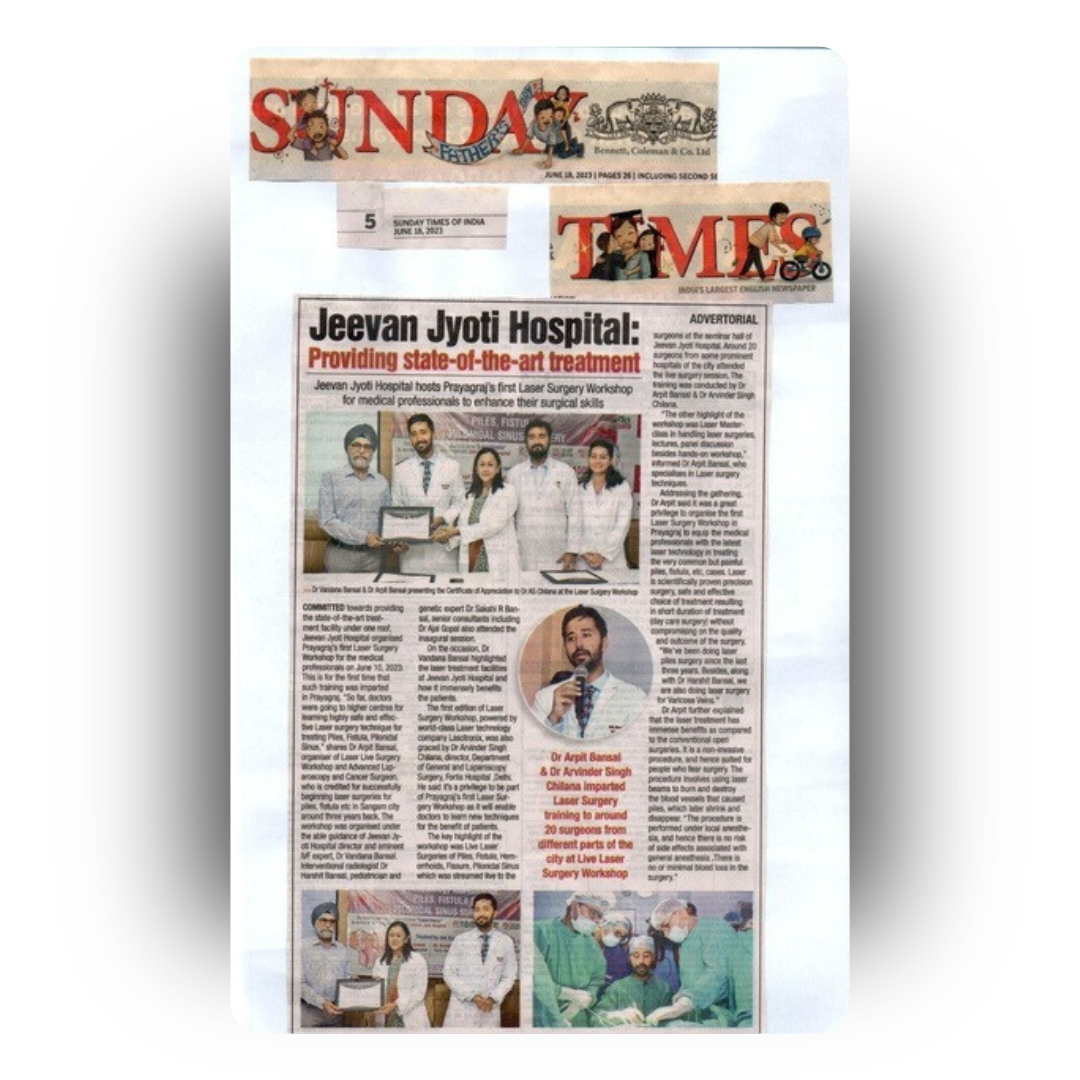 SUNDAY
FATHER'S
DAY
Bennett, Coleman & Co. Ltd
JUNE 18, 2023 | PAGES 26 | INCLUDING SECOND SE
5
SUNDAY TIMES OF INDIA
JUNE 18, 2023
TIMES
INDIA'S LARGEST ENGLISH NEWSPAPER
ADVERTORIAL
Jeevan Jyoti Hospital:
Providing state-of-the-art treatment
Jeevan Jyoti Hospital hosts Prayagraj's first Laser Surgery Workshop
for medical professionals to enhance their surgical skills
PILES, FISTUL
PILONIDAL SINUS SURGERY
Dr Vandana Bansal & Dr Arpit Bansal presenting the Certificate of Appreciation to Dr AS Chilana at the Laser Surgery Workshop
COMMITTED towards providing
the state-of-the-art treat-
ment facility under one roof,
Jeevan Jyoti Hospital organised
Prayagraj's first Laser Surgery
Workshop for the medical
professionals on June 10, 2023.
This is for the first time that
such training was imparted
in Prayagraj. "So far, doctors
were going to higher centres for
learning highly safe and effec-
tive Laser surgery technique for
treating Piles, Fistula, Pilonidal
Sinus," shares Dr Arpit Bansal,
organiser of Laser Live Surgery
Workshop and Advanced Lap-
aroscopy and Cancer Surgeon,
who is credited for successfully
beginning laser surgeries for
piles, fistula etc in Sangam city
around three years back. The
workshop was organised under
the able guidance of Jeevan Jy-
oti Hospital director and eminent
IVF expert, Dr Vandana Bansal.
Interventional radiologist Dr
Harshit Bansal, pediatrician and
genetic expert Dr Sakshi R Ban-
sal, senior consultants including
Dr Ajai Gopal also attended the
inaugural session.
On the occasion, Dr
Vandana Bansal highlighted
the laser treatment facilities
at Jeevan Jyoti Hospital and
how it immensely benefits
the patients.
The first edition of Laser
Surgery Workshop, powered by
world-class Laser technology
company Lasotronix, was also
graced by Dr Arvinder Singh
Chilana, director, Department
of General and Laparoscopy
Surgery, Fortis Hospital ,Delhi.
He said it's a privilege to be part
of Prayagraj's first Laser Sur-
gery Workshop as it will enable
doctors to learn new techniques
for the benefit of patients.
The key highlight of the
workshop was Live Laser
Surgeries of Piles, Fistula, Hem-
orrhoids, Fissure, Pilonidal Sinus
which was streamed live to the
Dr Arpit Bansal
& Dr Arvinder Singh
Chilana imparted
Laser Surgery
training to around
20 surgeons from
different parts of the
city at Live Laser
Surgery Workshop
surgeons at the seminar hall of
Jeevan Jyoti Hospital. Around 20
surgeons from some prominent
hospitals of the city attended
the live surgery session. The
training was conducted by Dr
Arpit Bansal & Dr Arvinder Singh
Chilana.
"The other highlight of the
workshop was Laser Master-
class in handling laser surgeries,
lectures, panel discussion
besides hands-on workshop,"
informed Dr Arpit Bansal, who
specialises in Laser surgery
techniques.
Addressing the gathering,
Dr Arpit said it was a great
privilege to organise the first
Laser Surgery Workshop in
Prayagraj to equip the medical
professionals with the latest
laser technology in treating
the very common but painful
piles, fistula, etc, cases. Laser
is scientifically proven precision
surgery, safe and effective
choice of treatment resulting
in short duration of treatment
(day care surgery) without
compromising on the quality
and outcome of the surgery.
"We've been doing laser
piles surgery since the last
three years. Besides, along
with Dr Harshit Bansal, we
are also doing laser surgery
for Varicose Veins."
Dr Arpit further explained
that the laser treatment has
immense benefits as compared
to the conventional open
surgeries. It is a non-invasive
procedure, and hence suited for
people who fear surgery. The
procedure involves using laser
beams to burn and destroy
the blood vessels that caused
piles, which later shrink and
disappear. "The procedure is
performed under local anesthe-
sia, and hence there is no risk
of side effects associated with
general anesthesia .There is
no or minimal blood loss in the
surgery."
PILES, FISTULA
PILONIDAL SINUS SU